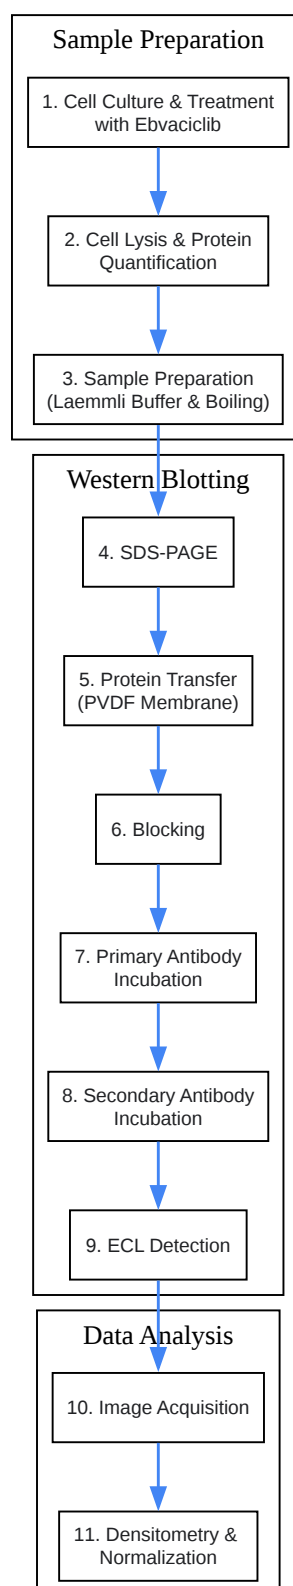 Sample Preparation
1. Cell Culture & Treatment
with Ebvaciclib
2. Cell Lysis & Protein
Quantification
3. Sample Preparation
(Laemmli Buffer & Boiling)
Western Blotting
4. SDS-PAGE
5. Protein Transfer
(PVDF Membrane)
6. Blocking
7. Primary Antibody
Incubation
8. Secondary Antibody
Incubation
9. ECL Detection
Data Analysis
10. Image Acquisition
11. Densitometry &
Normalization